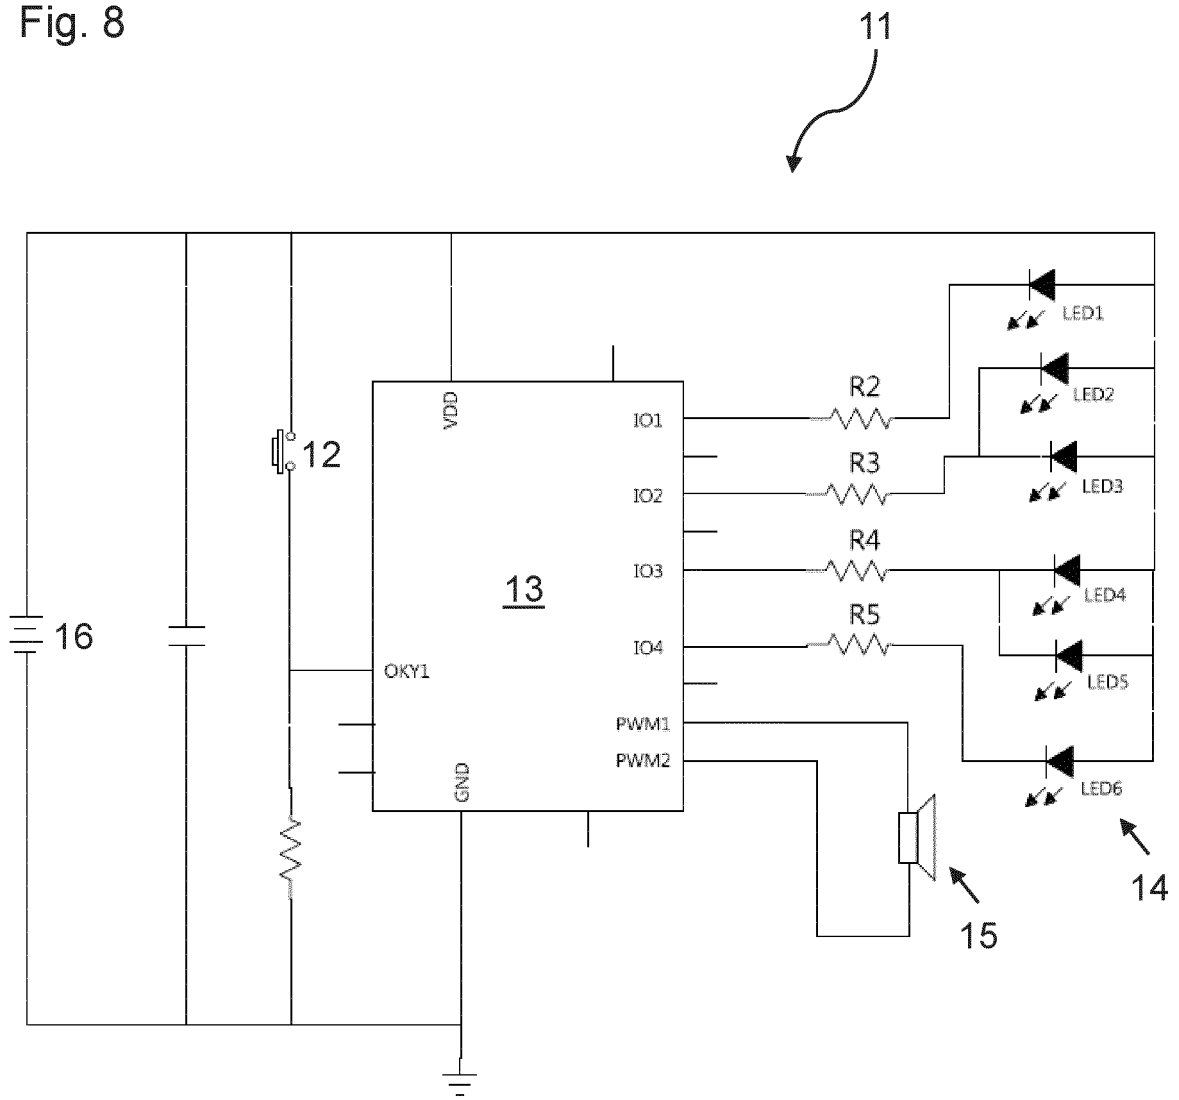 Fig. 8
11
LED1
LED2
R2
VDD
IO1
12
R3
LED3
IO2
R4
IO3
13
LED4
R5
16
IO4
OKY1
LED5
PWM1
PWM2
GND
LED6
14
15